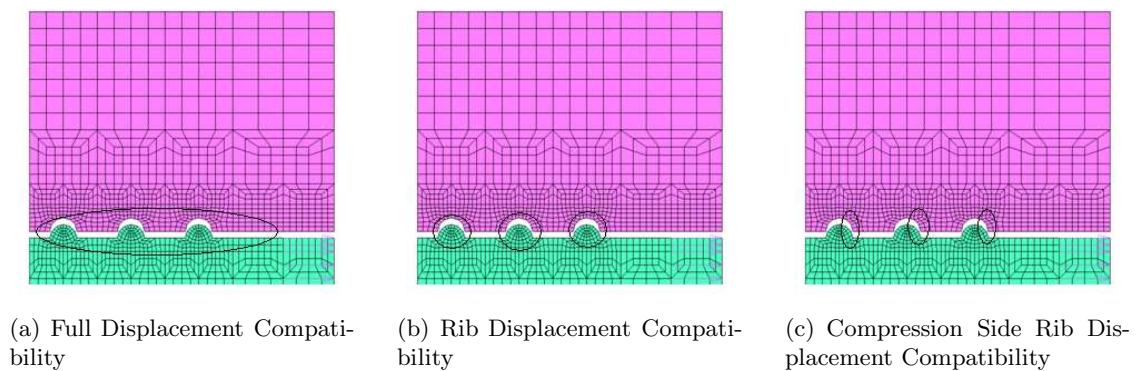 (a) Full Displacement Compati-
bility
(b) Rib Displacement Compati-
bility
(c) Compression Side Rib Dis-
placement Compatibility